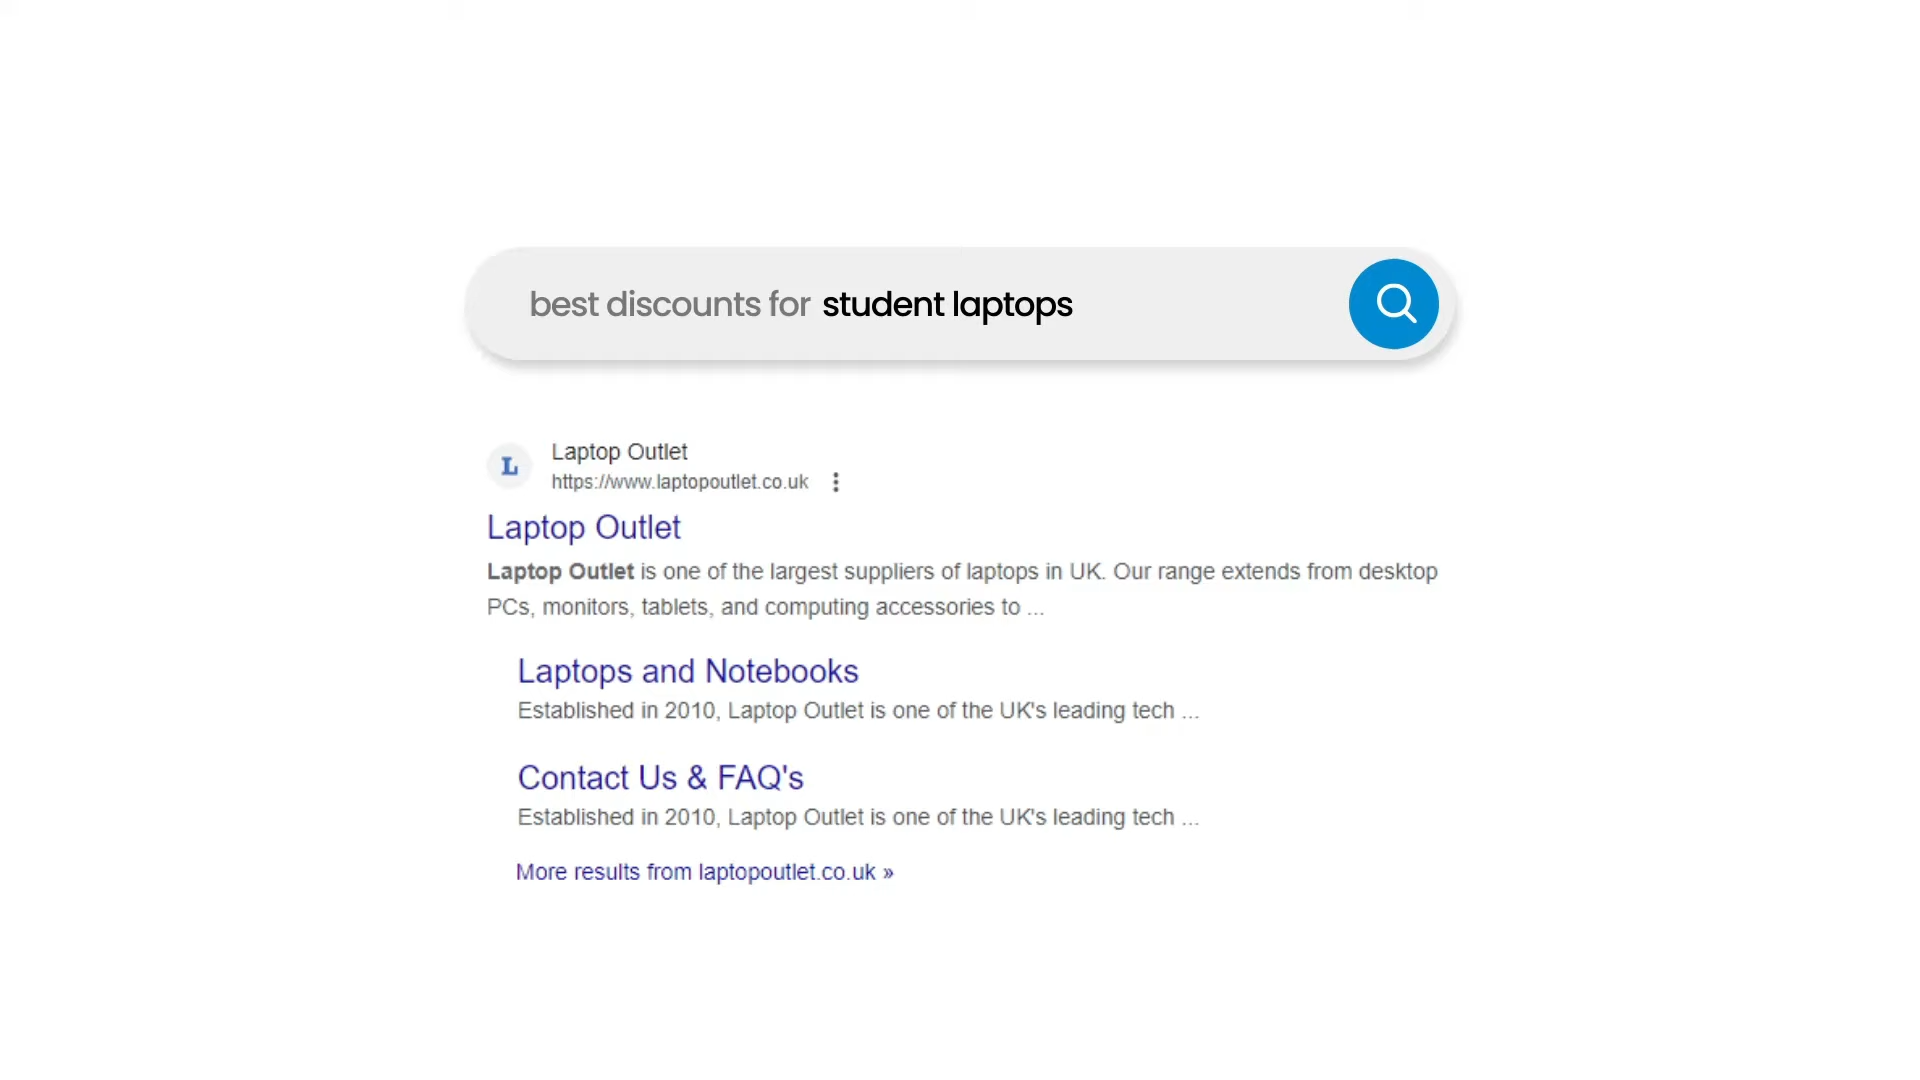 best discounts for student laptops
L
Laptop Outlet
https://www.laptopoutlet.co.uk
Laptop Outlet
Laptop Outlet is one of the largest suppliers of laptops in UK. Our range extends from desktop
PCs, monitors, tablets, and computing accessories to ...
Laptops and Notebooks
Established in 2010, Laptop Outlet is one of the UK's leading tech ...
Contact Us & FAQ's
Established in 2010, Laptop Outlet is one of the UK's leading tech ...
More results from laptopoutlet.co.uk »